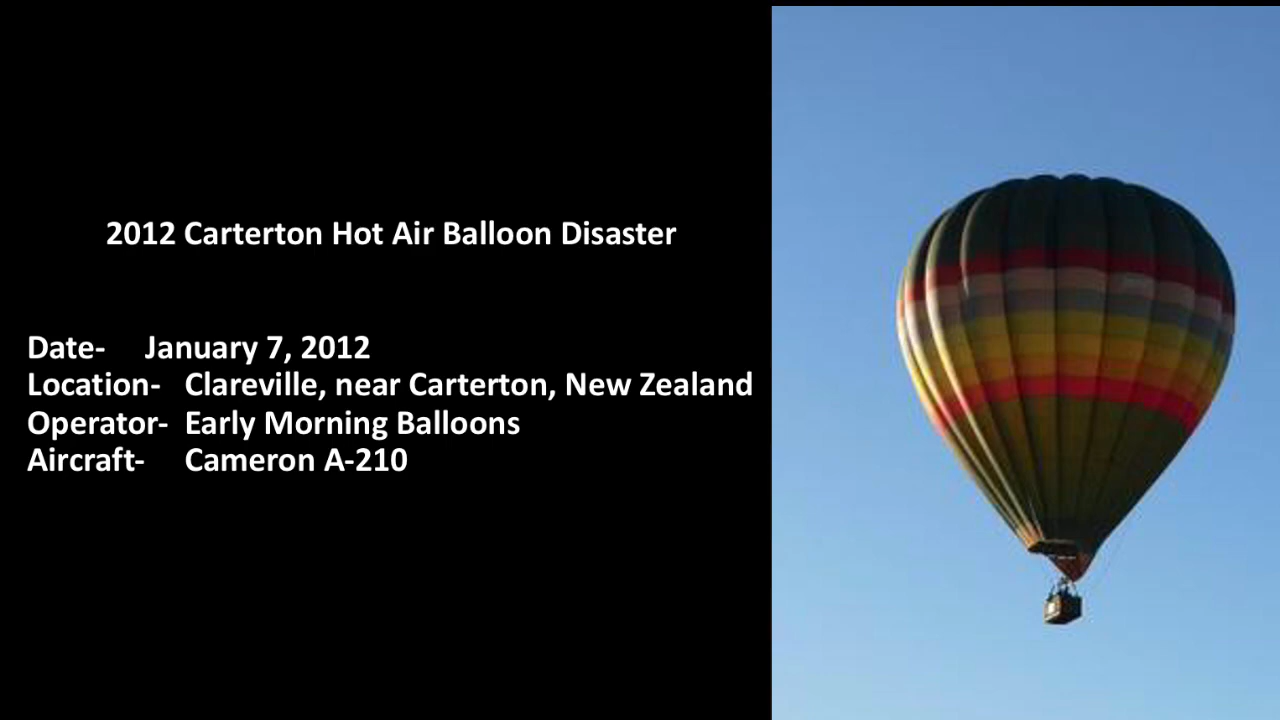 2012 Carterton Hot Air Balloon Disaster
Date- January 7, 2012
Location- Clareville, near Carterton, New Zealand
Operator- Early Morning Balloons
Aircraft- Cameron A-210